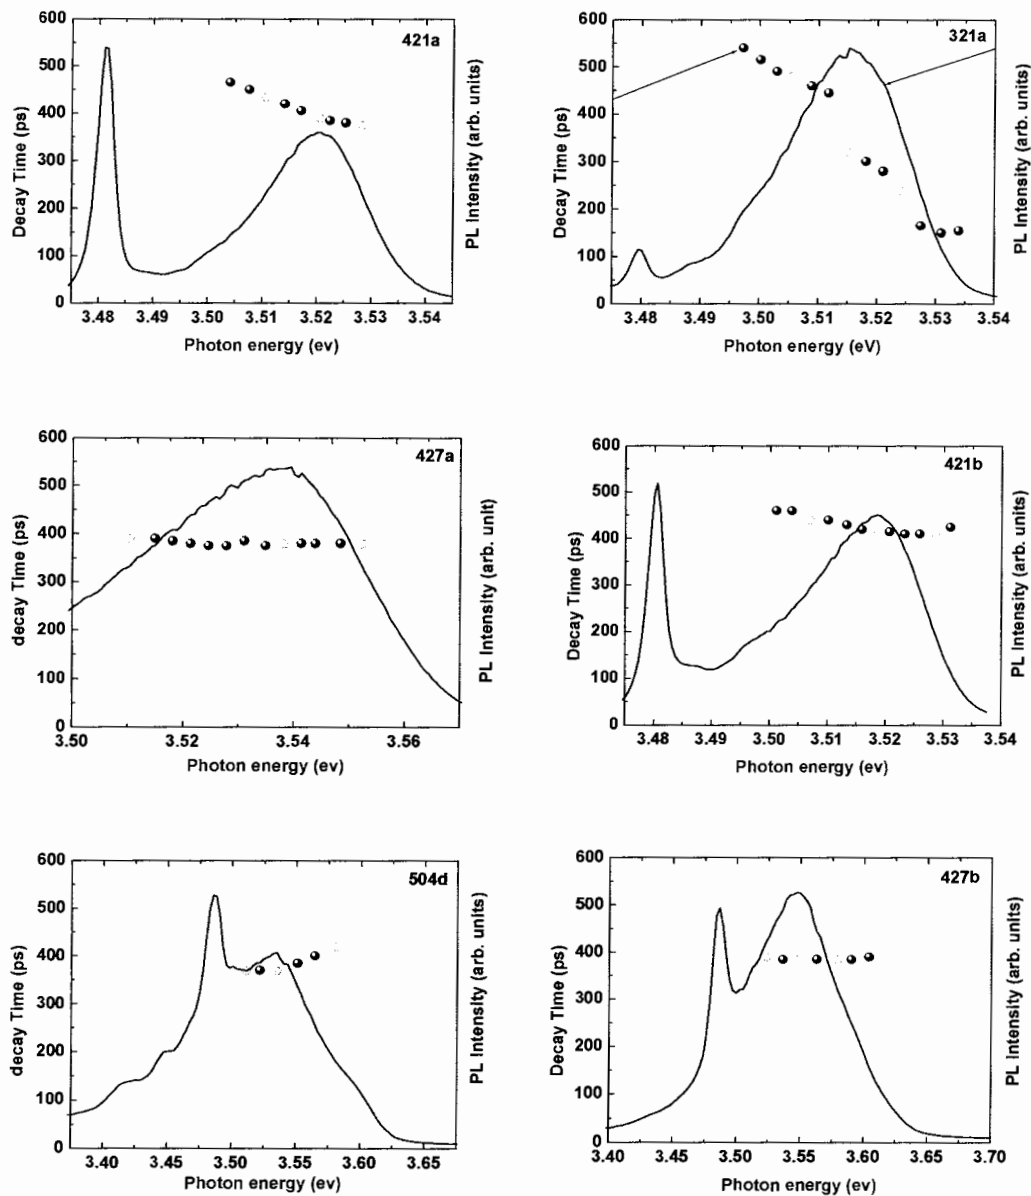 421a
600
500
400
300
200
100
0
Decay Time (ps)
PL Intensity (arb. units)
3.48 3.49 3.50 3.51 3.52 3.53 3.54
Photon energy (ev)
321a
600
500
400
300
200
100
0
Decay Time (ps)
PL Intensity (arb. units)
3.48 3.49 3.50 3.51 3.52 3.53 3.54
Photon energy (eV)
427a
600
500
400
300
200
100
0
decay Time (ps)
PL Intensity (arb. unit)
3.50 3.52 3.54 3.56
Photon energy (ev)
421b
600
500
400
300
200
100
0
Decay Time (ps)
PL Intensity (arb. units)
3.48 3.49 3.50 3.51 3.52 3.53 3.54
Photon energy (ev)
504d
600
500
400
300
200
100
0
decay Time (ps)
PL Intensity (arb. units)
3.40 3.45 3.50 3.55 3.60 3.65
Photon energy (ev)
427b
600
500
400
300
200
100
0
Decay Time (ps)
PL Intensity (arb. units)
3.40 3.45 3.50 3.55 3.60 3.65 3.70
Photon energy (ev)